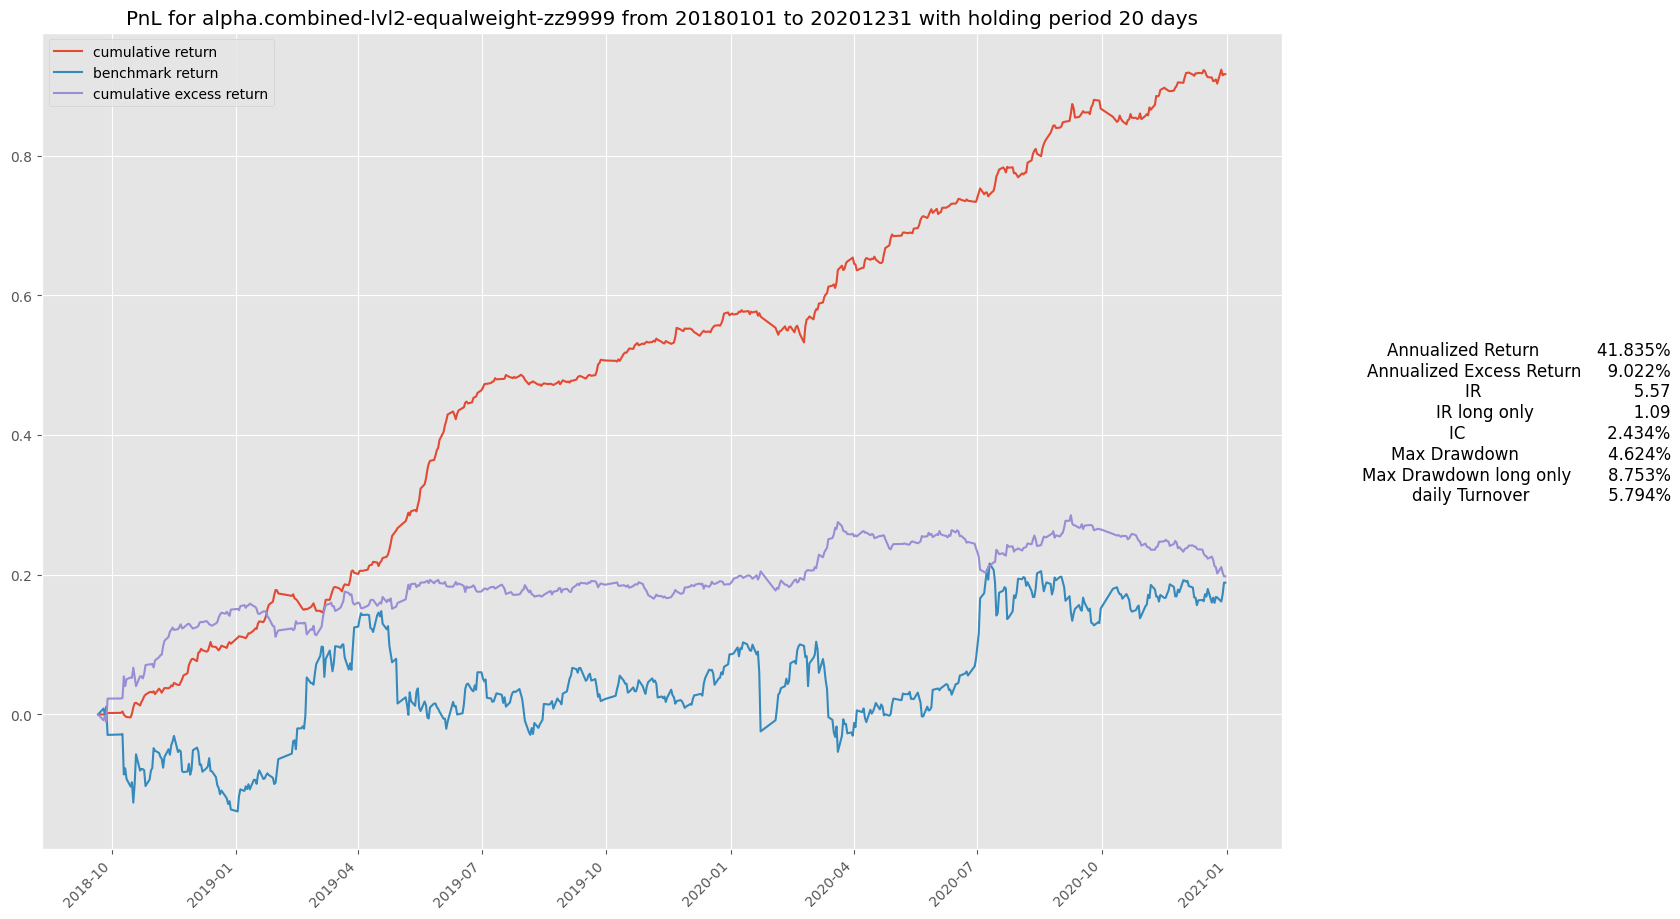 PnL for alpha.combined-lvl2-equalweight-zz9999 from 20180101 to 20201231 with holding period 20 days
cumulative return
benchmark return
cumulative excess return
0.8
0.6
0.4
0.2
0.0
2018-10
2019-01
2019-04
2019-07
2019-10
2020-01
2020-04
2020-07
2020-10
2021-01
Annualized Return 41.835%
Annualized Excess Return 9.022%
IR 5.57
IR long only 1.09
IC 2.434%
Max Drawdown 4.624%
Max Drawdown long only 8.753%
daily Turnover 5.794%